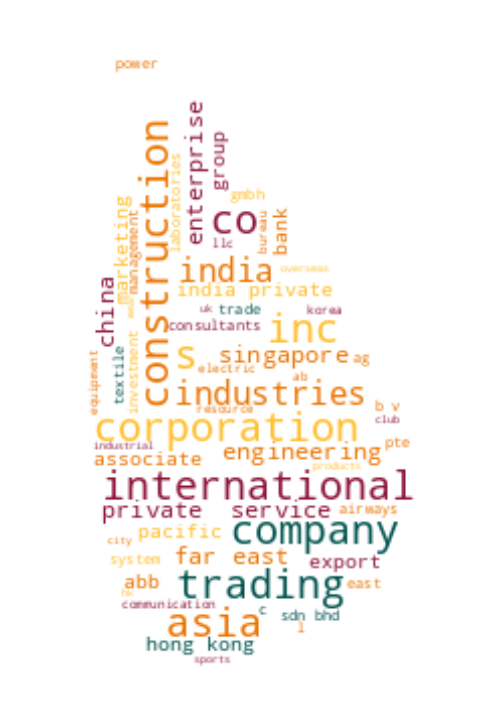 power
enterprise
group
construction
laboratories
gmbh
co
bureau
bank
llc
marketing
management
india
overseas
india private
china
uk
trade
korea
consultants
inc
s
singapore
ag
electric
textile
investment
equipment
ab
industries
resource
b v
club
corporation
industrial
pte
associate
engineering
products
international
private
service
airways
pacific
company
city
system
far east
export
abb
trading
east
hk
communication
c
sdn bhd
asia
l
hong kong
sports